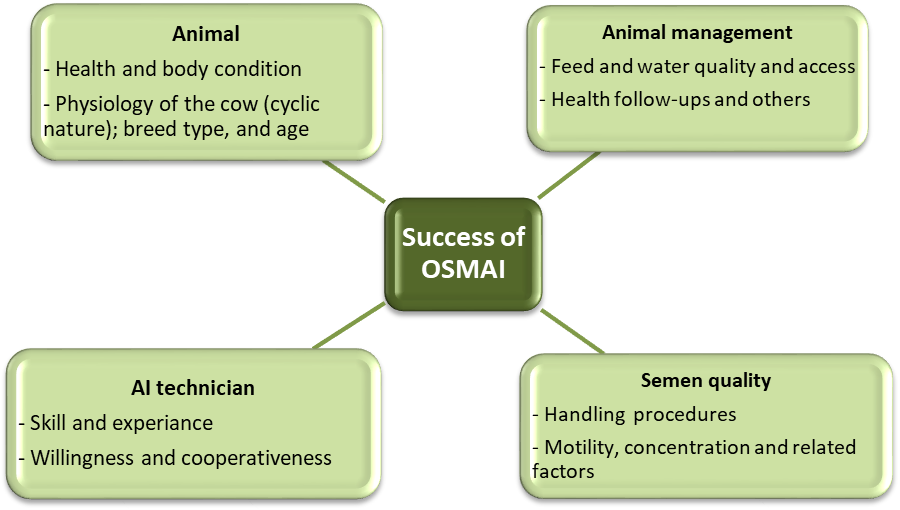 Animal
- Health and body condition
- Physiology of the cow (cyclic
nature); breed type, and age
Animal management
- Feed and water quality and access
- Health follow-ups and others
Success of
OSMAI
AI technician
- Skill and experiance
- Willingness and cooperativeness
Semen quality
- Handling procedures
- Motility, concentration and related
factors